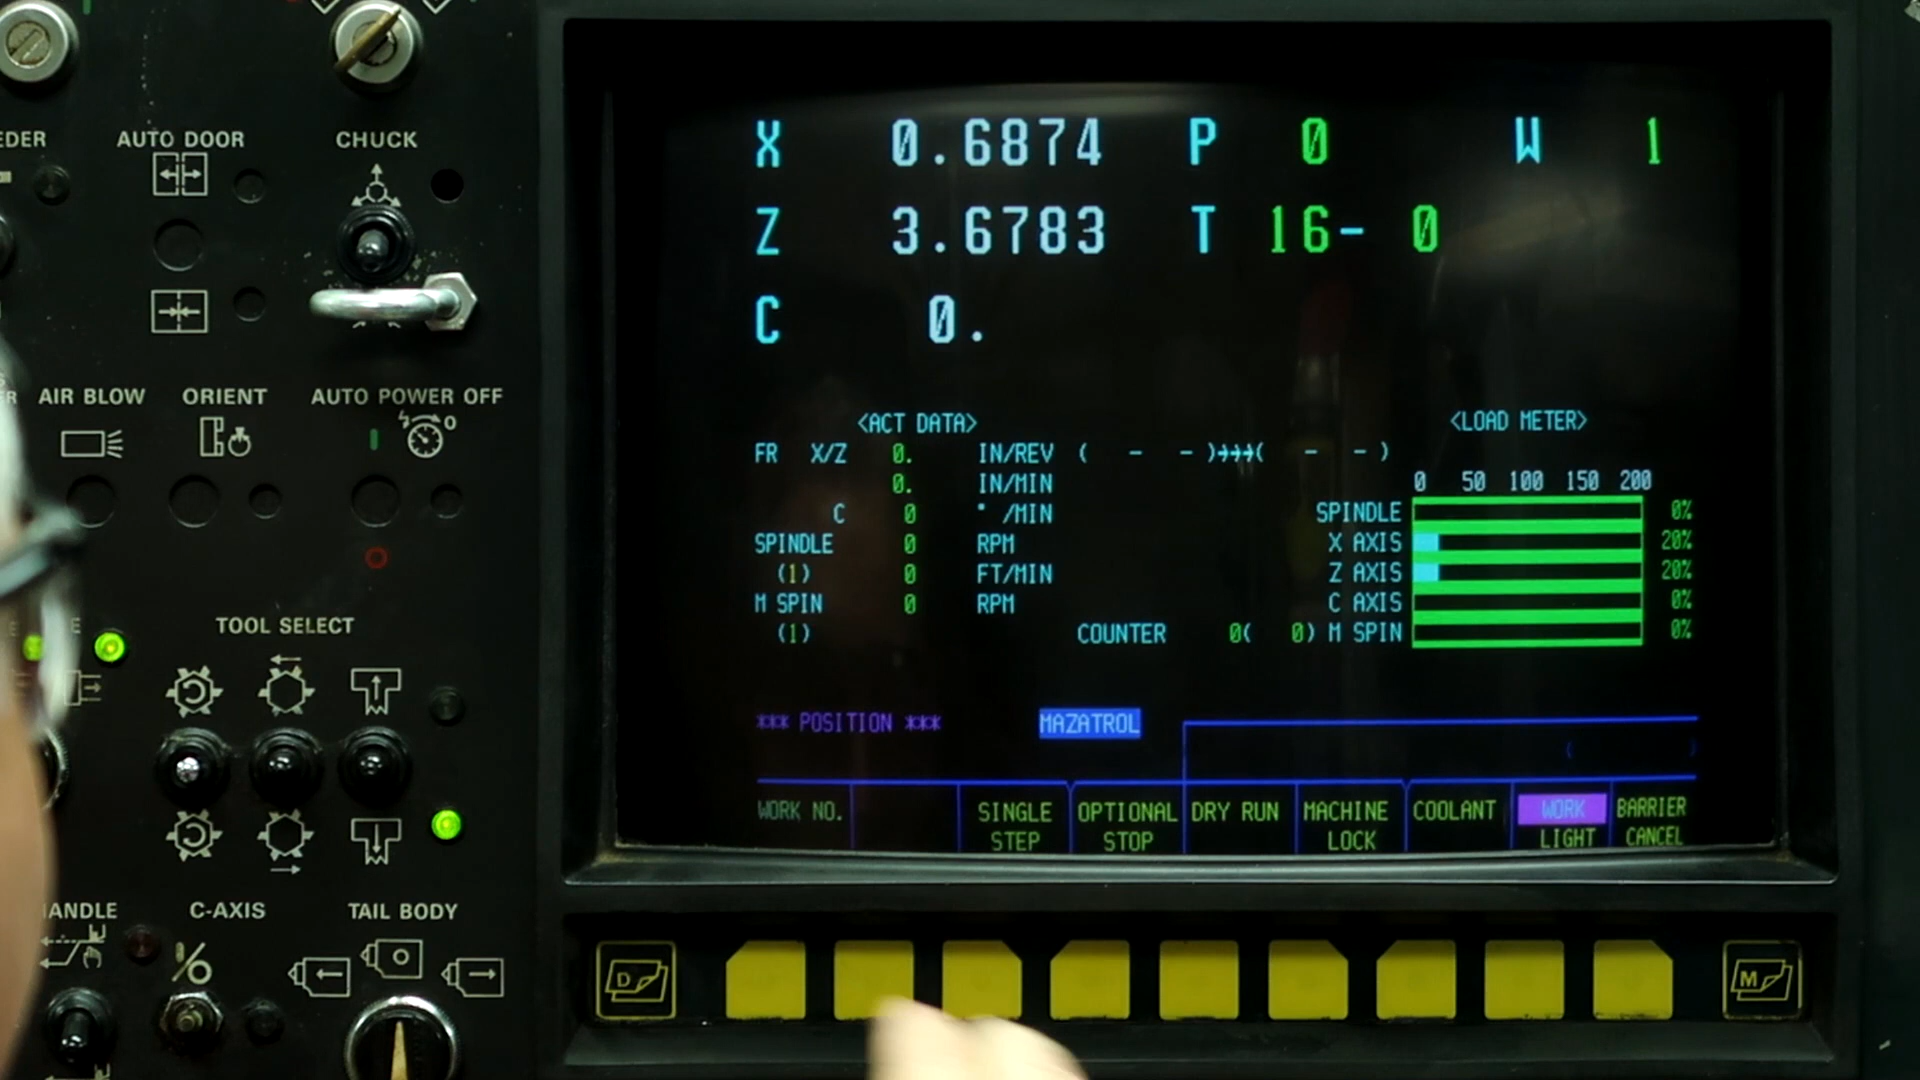 EDER
AUTO DOOR
CHUCK
AIR BLOW
ORIENT
AUTO POWER OFF
TOOL SELECT
ANDLE
C-AXIS
TAIL BODY
X 0.6874 P 0 W 1
Z 3.6783 T 16- 0
C 0.
<ACT DATA>
<LOAD METER>
FR X/Z 0. IN/REV ( - - )→→→( - - )
0. IN/MIN
0 50 100 150 200
C 0 ° /MIN
SPINDLE 0%
SPINDLE 0 RPM
X AXIS 20%
(1) 0 FT/MIN
Z AXIS 20%
M SPIN 0 RPM
C AXIS 0%
(1)
COUNTER 0( 0) M SPIN 0%
*** POSITION *** MAZATROL
( )
WORK NO.
SINGLE
STEP
OPTIONAL
STOP
DRY RUN
MACHINE
LOCK
COOLANT
WORK
LIGHT
BARRIER
CANCEL
D
M